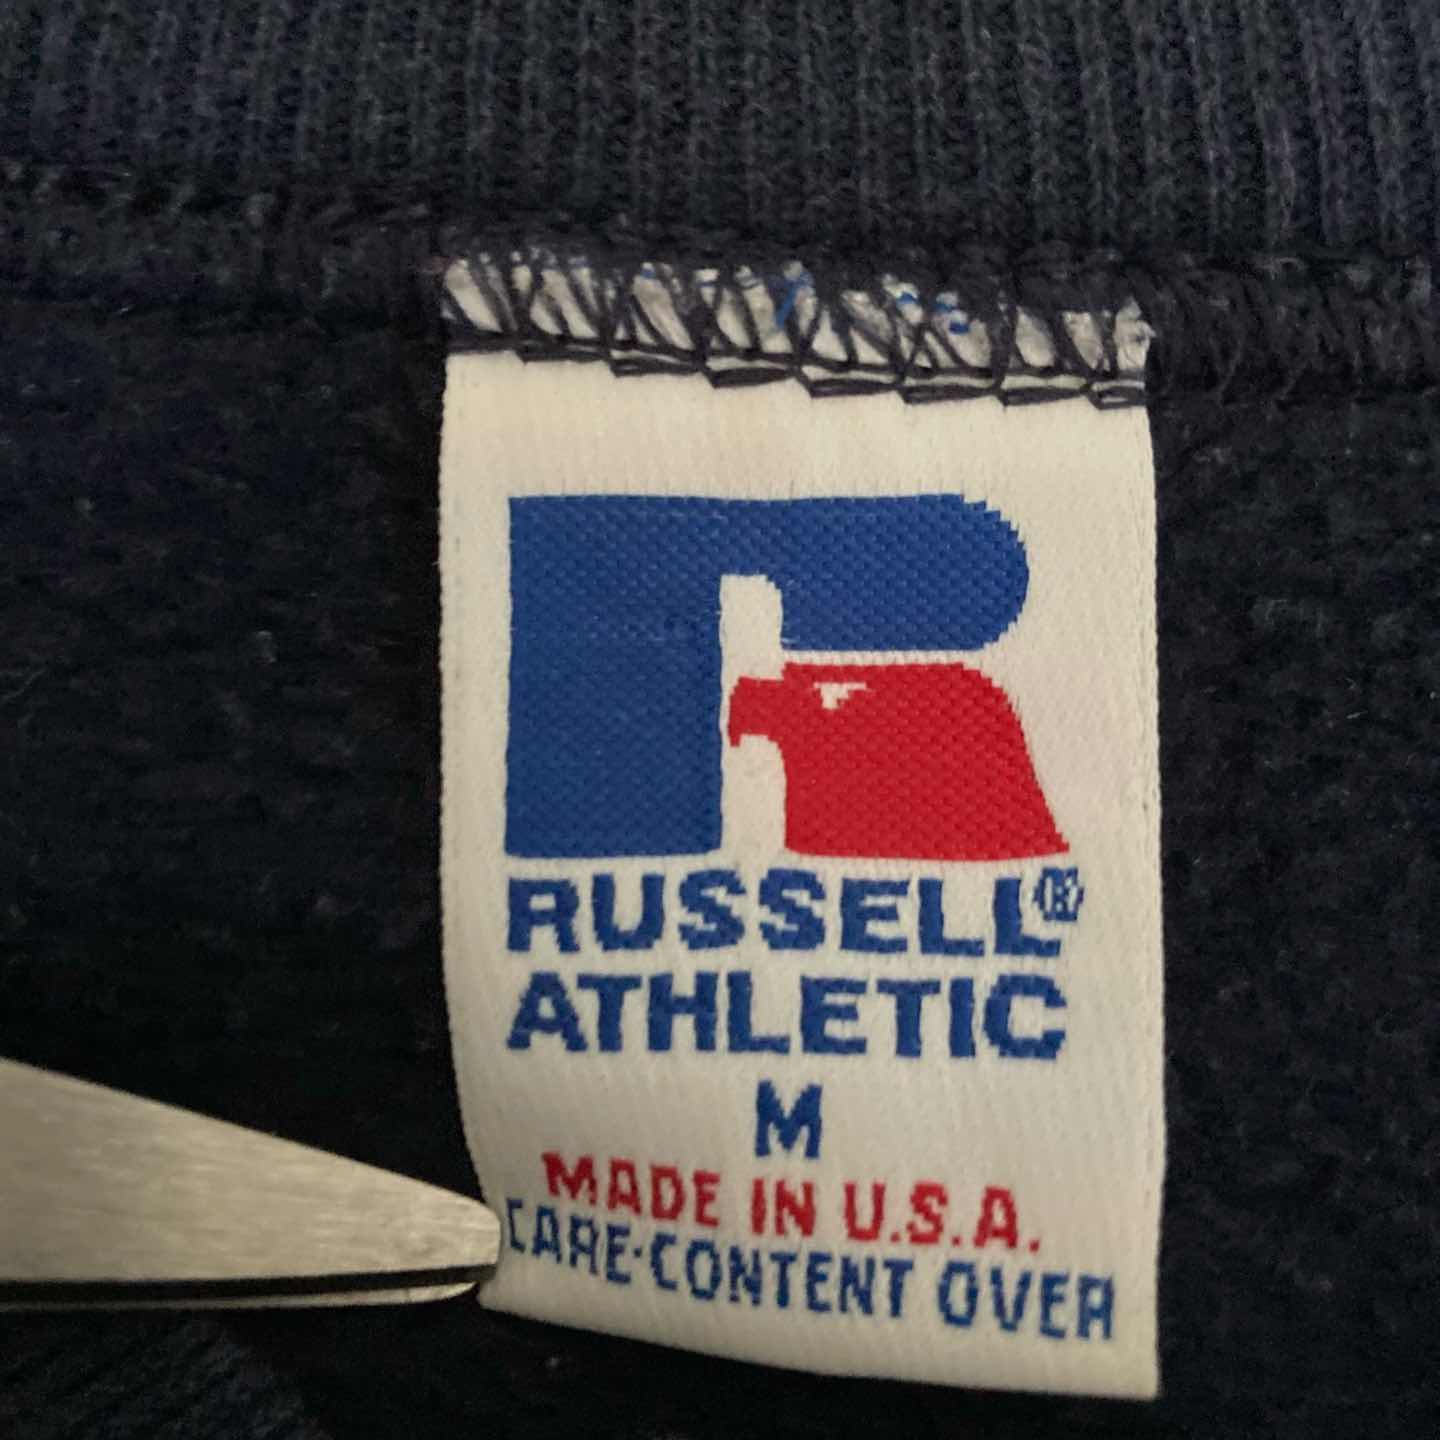 RUSSELL®
ATHLETIC
M
MADE IN U.S.A.
CARE·CONTENT OVER